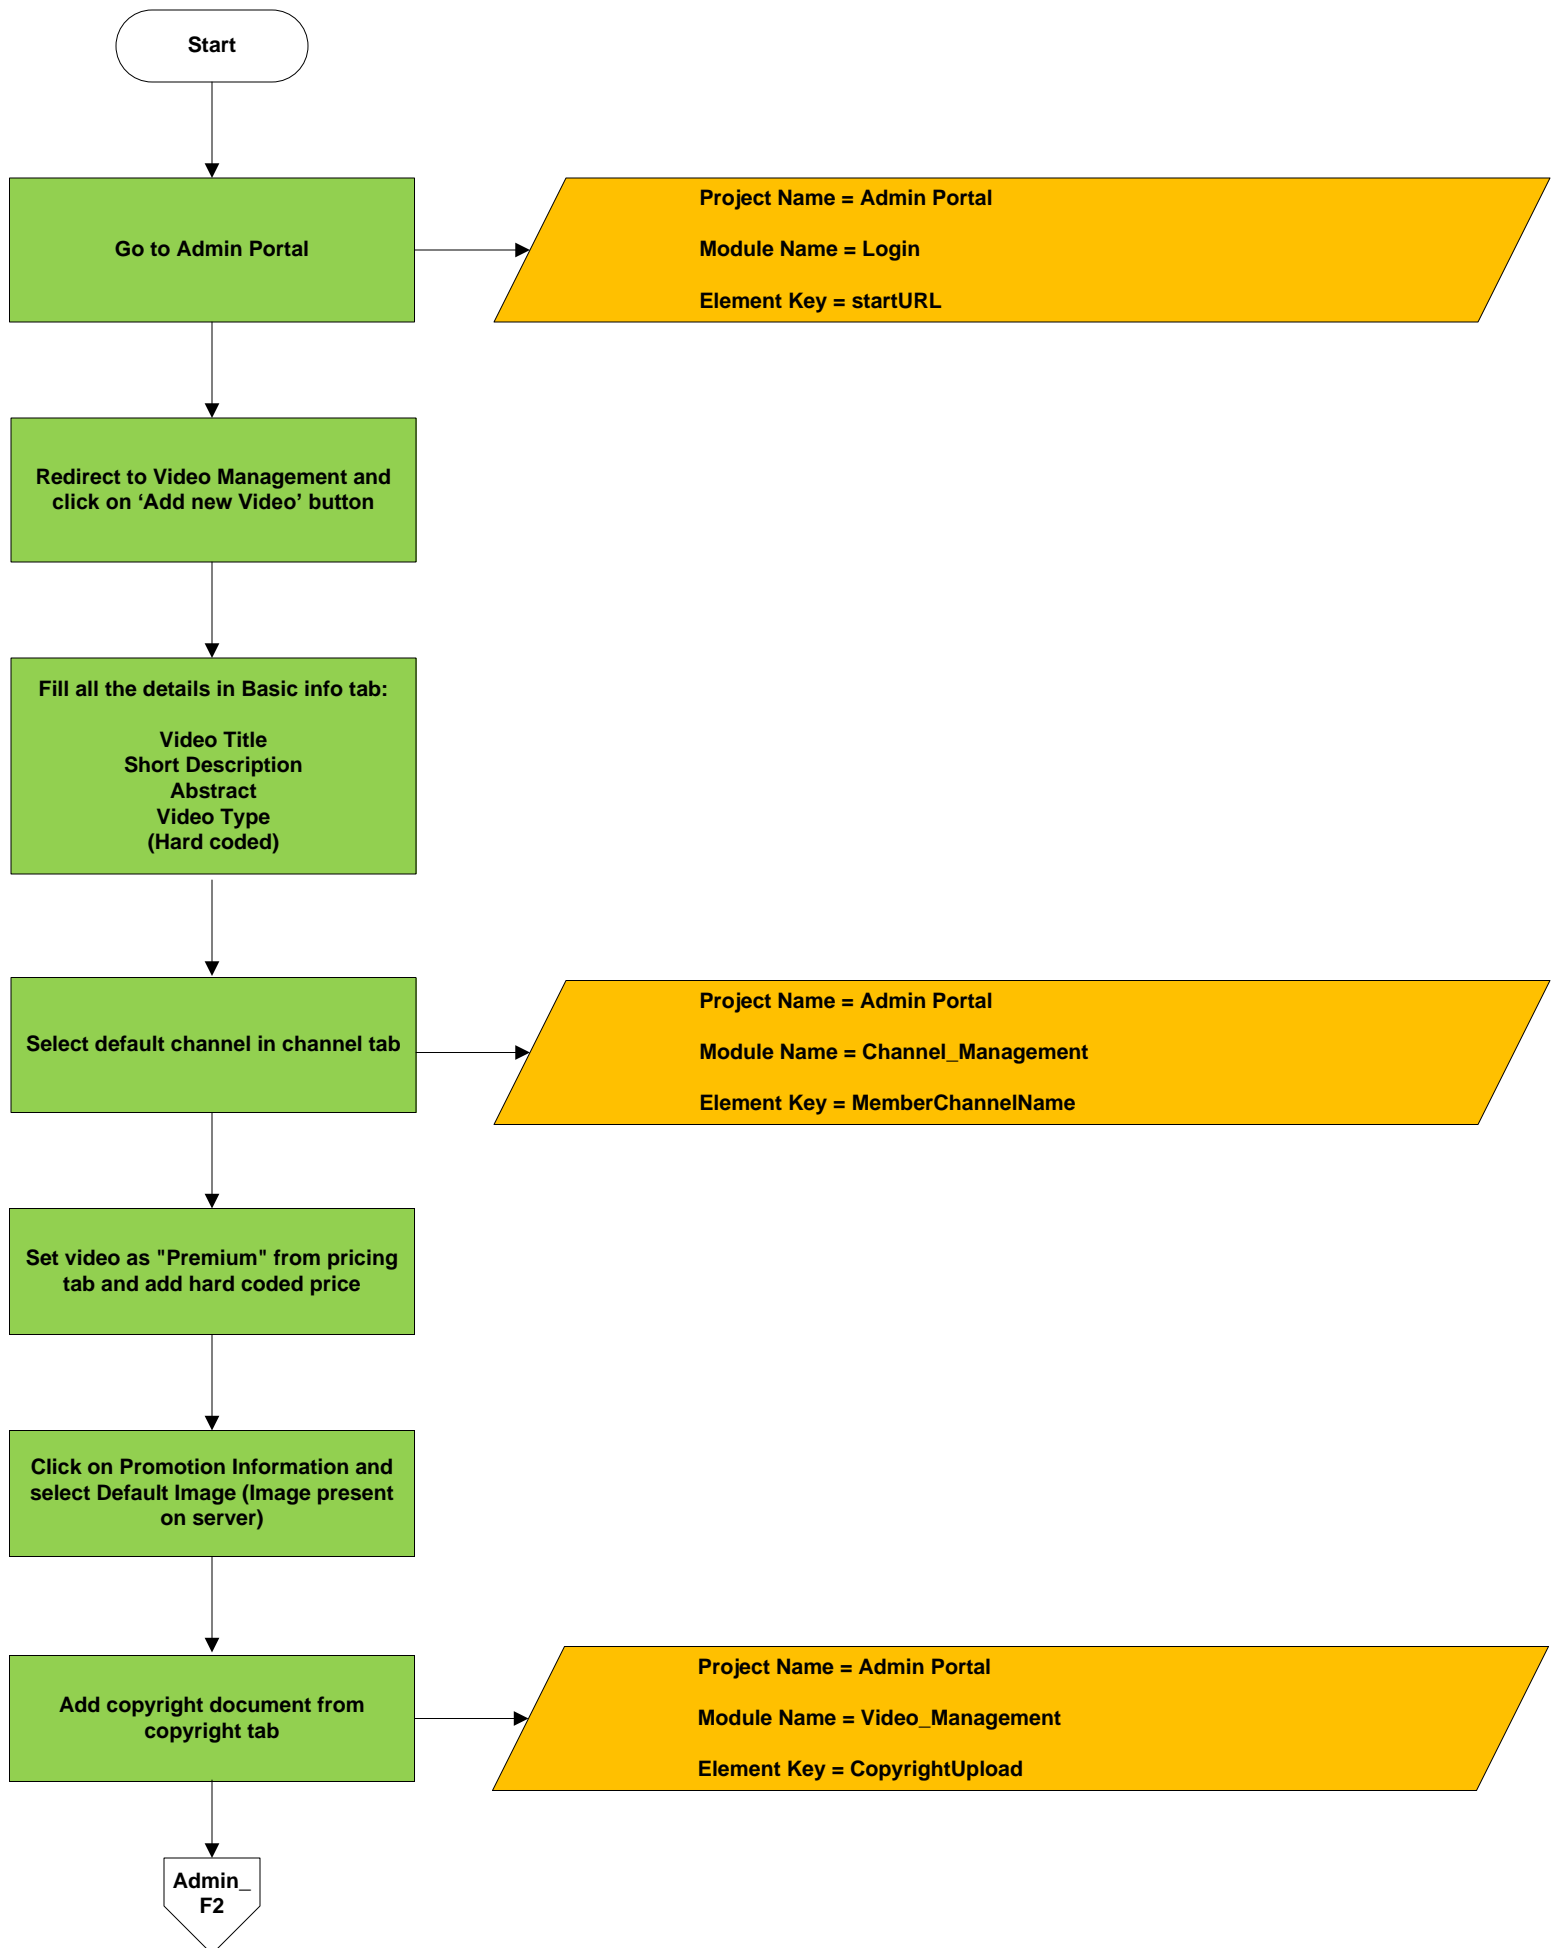 Start
Go to Admin Portal
Project Name = Admin Portal
Module Name = Login
Element Key = startURL
Redirect to Video Management and
click on ‘Add new Video’ button
Fill all the details in Basic info tab:
Video Title
Short Description
Abstract
Video Type
(Hard coded)
Select default channel in channel tab
Project Name = Admin Portal
Module Name = Channel_Management
Element Key = MemberChannelName
Set video as "Premium" from pricing
tab and add hard coded price
Click on Promotion Information and
select Default Image (Image present
on server)
Add copyright document from
copyright tab
Project Name = Admin Portal
Module Name = Video_Management
Element Key = CopyrightUpload
Admin_
F2